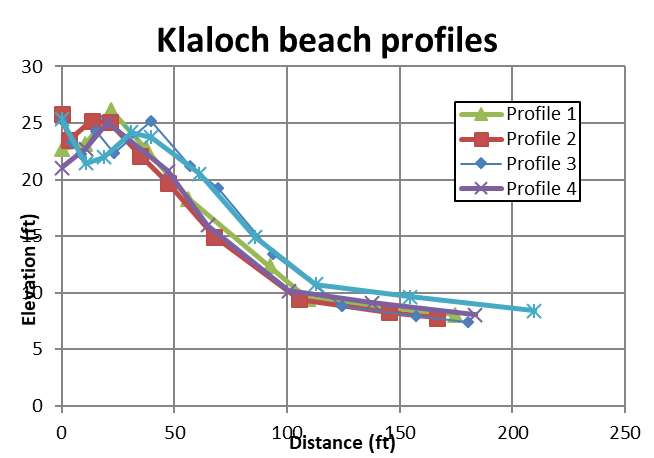 Klaloch beach profiles
30
25
20
15
10
5
0
Elevation (ft)
Profile 1
Profile 2
Profile 3
Profile 4
0 50 100 150 200 250
Distance (ft)